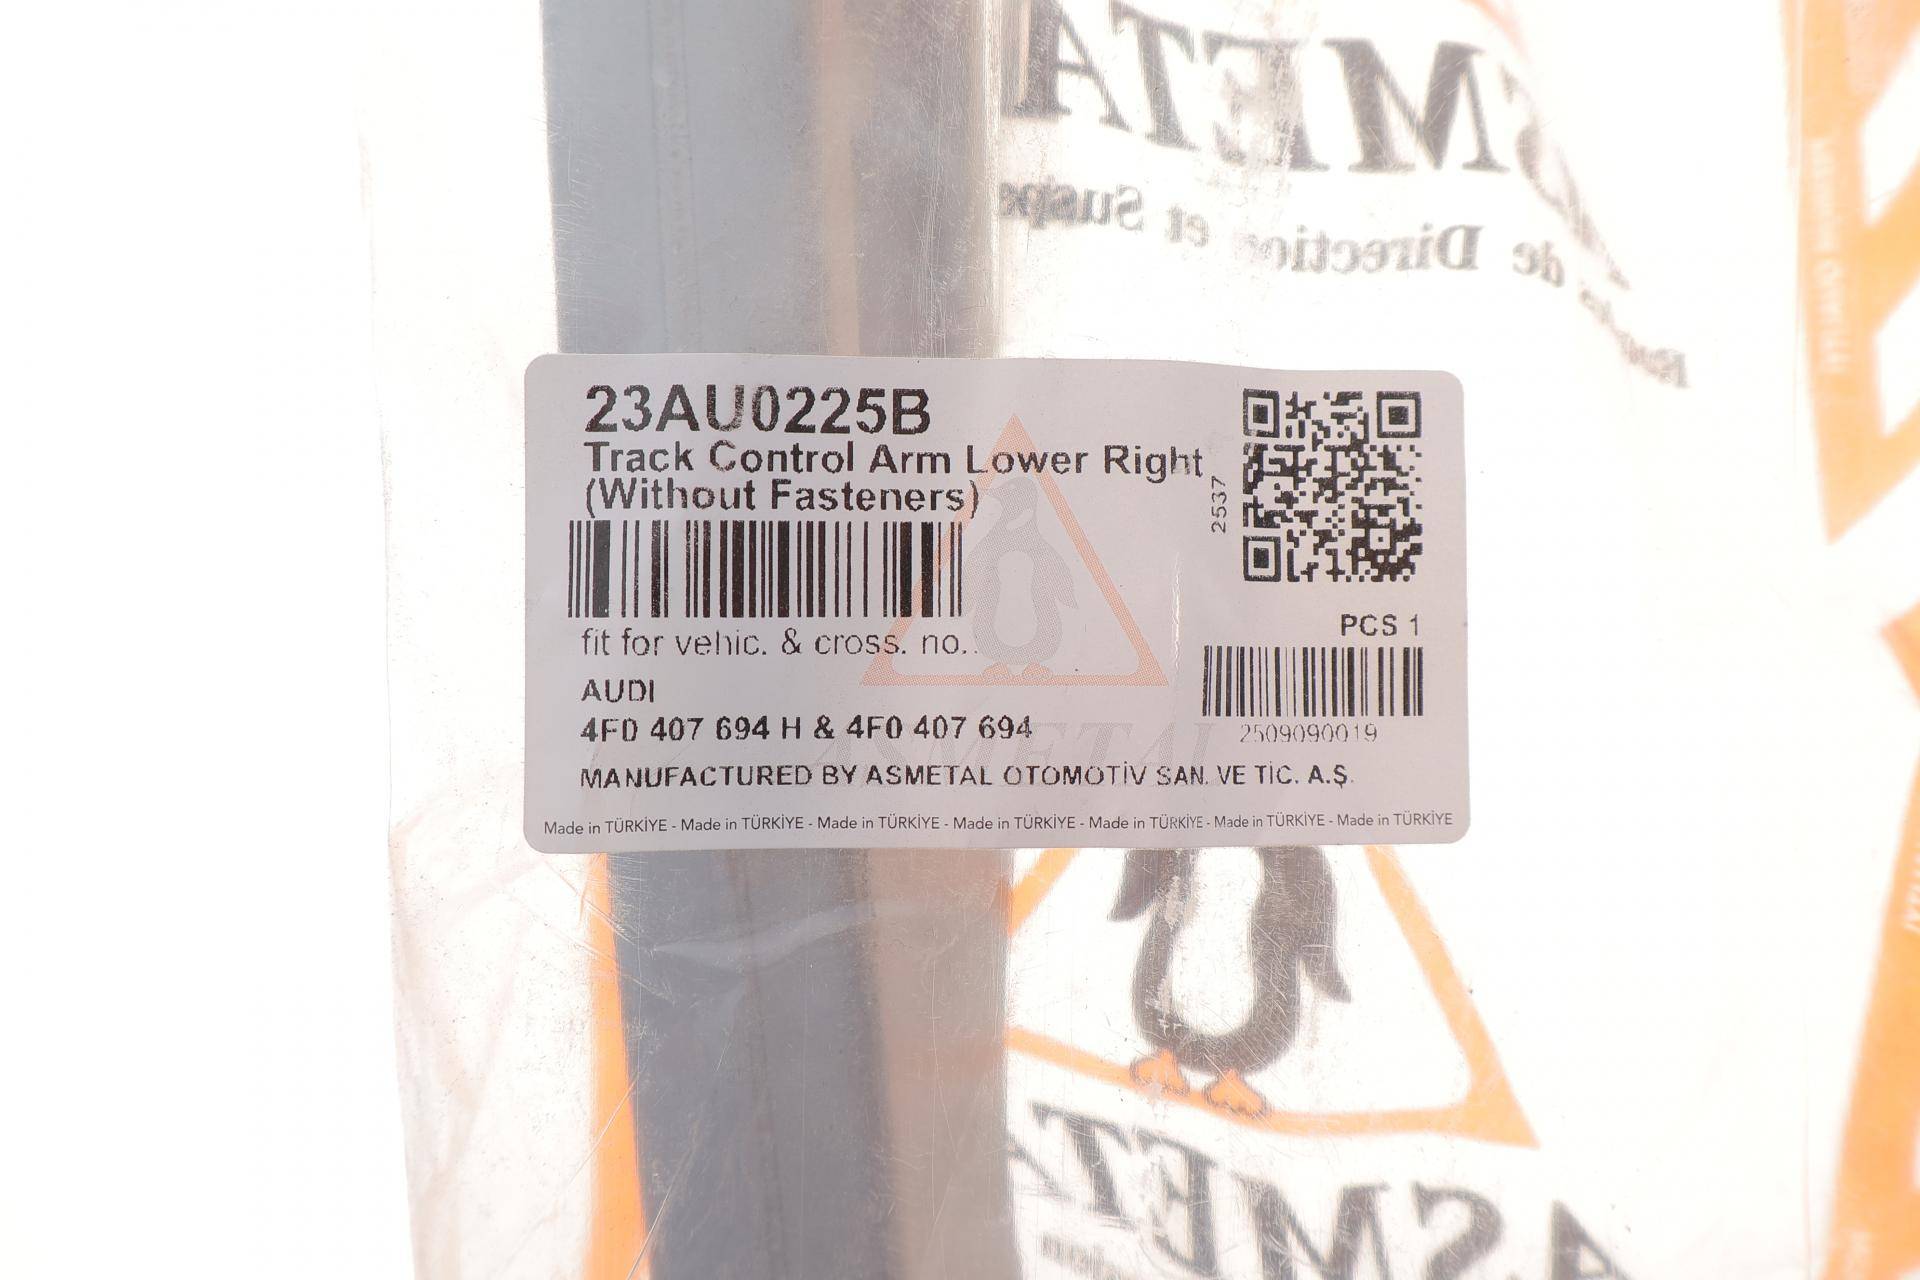 23AU0225B
Track Control Arm Lower Right
(Without Fasteners)
2537
fit for vehic. & cross. no.:
PCS 1
AUDI
4F0 407 694 H & 4F0 407 694
2509090019
ASMETAL
MANUFACTURED BY ASMETAL OTOMOTİV SAN. VE TİC. A.Ş.
Made in TÜRKİYE - Made in TÜRKİYE - Made in TÜRKİYE - Made in TÜRKİYE - Made in TÜRKİYE - Made in TÜRKİYE - Made in TÜRKİYE
ASMETA
de Direction et Suspe
ASMETA